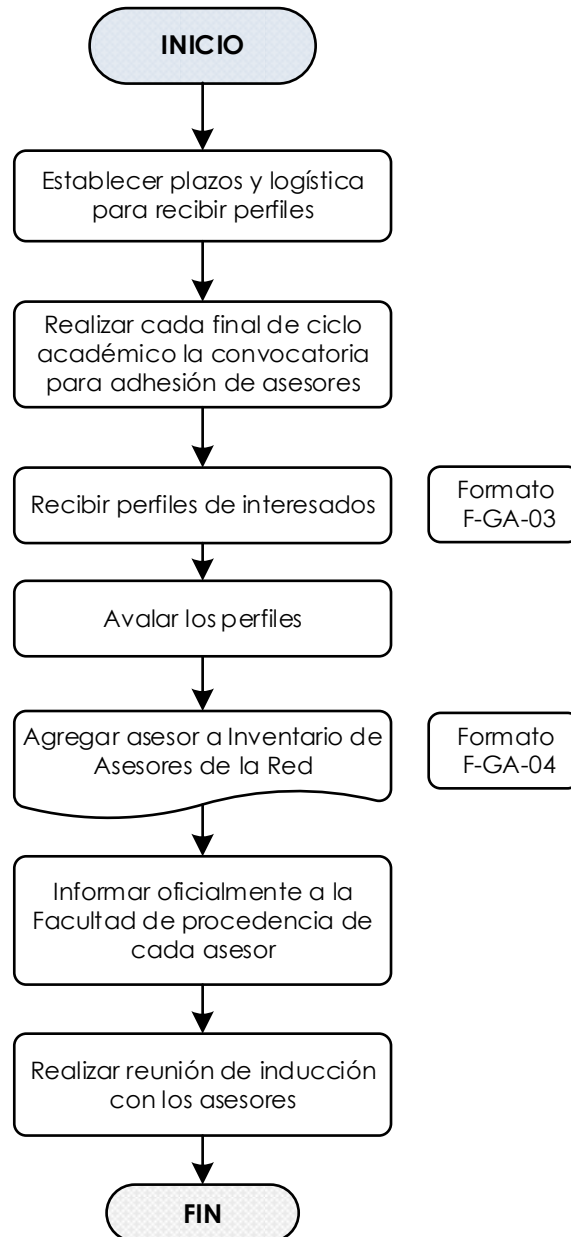 INICIO
Establecer plazos y logística
para recibir perfiles
Realizar cada final de ciclo
académico la convocatoria
para adhesión de asesores
Recibir perfiles de interesados
Formato
F-GA-03
Avalar los perfiles
Agregar asesor a Inventario de
Asesores de la Red
Formato
F-GA-04
Informar oficialmente a la
Facultad de procedencia de
cada asesor
Realizar reunión de inducción
con los asesores
FIN